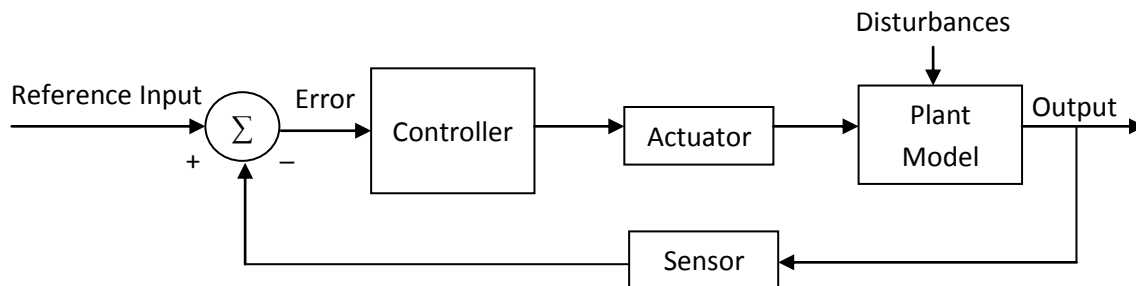 Disturbances
Reference Input
Error
Output
Σ
Controller
Actuator
Plant
Model
+
–
Sensor